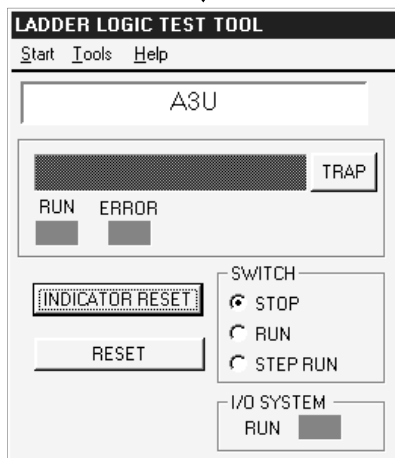 LADDER LOGIC TEST TOOL
Start Tools Help
A3U
TRAP
RUN ERROR
INDICATOR RESET
RESET
SWITCH
STOP
RUN
STEP RUN
I/O SYSTEM
RUN